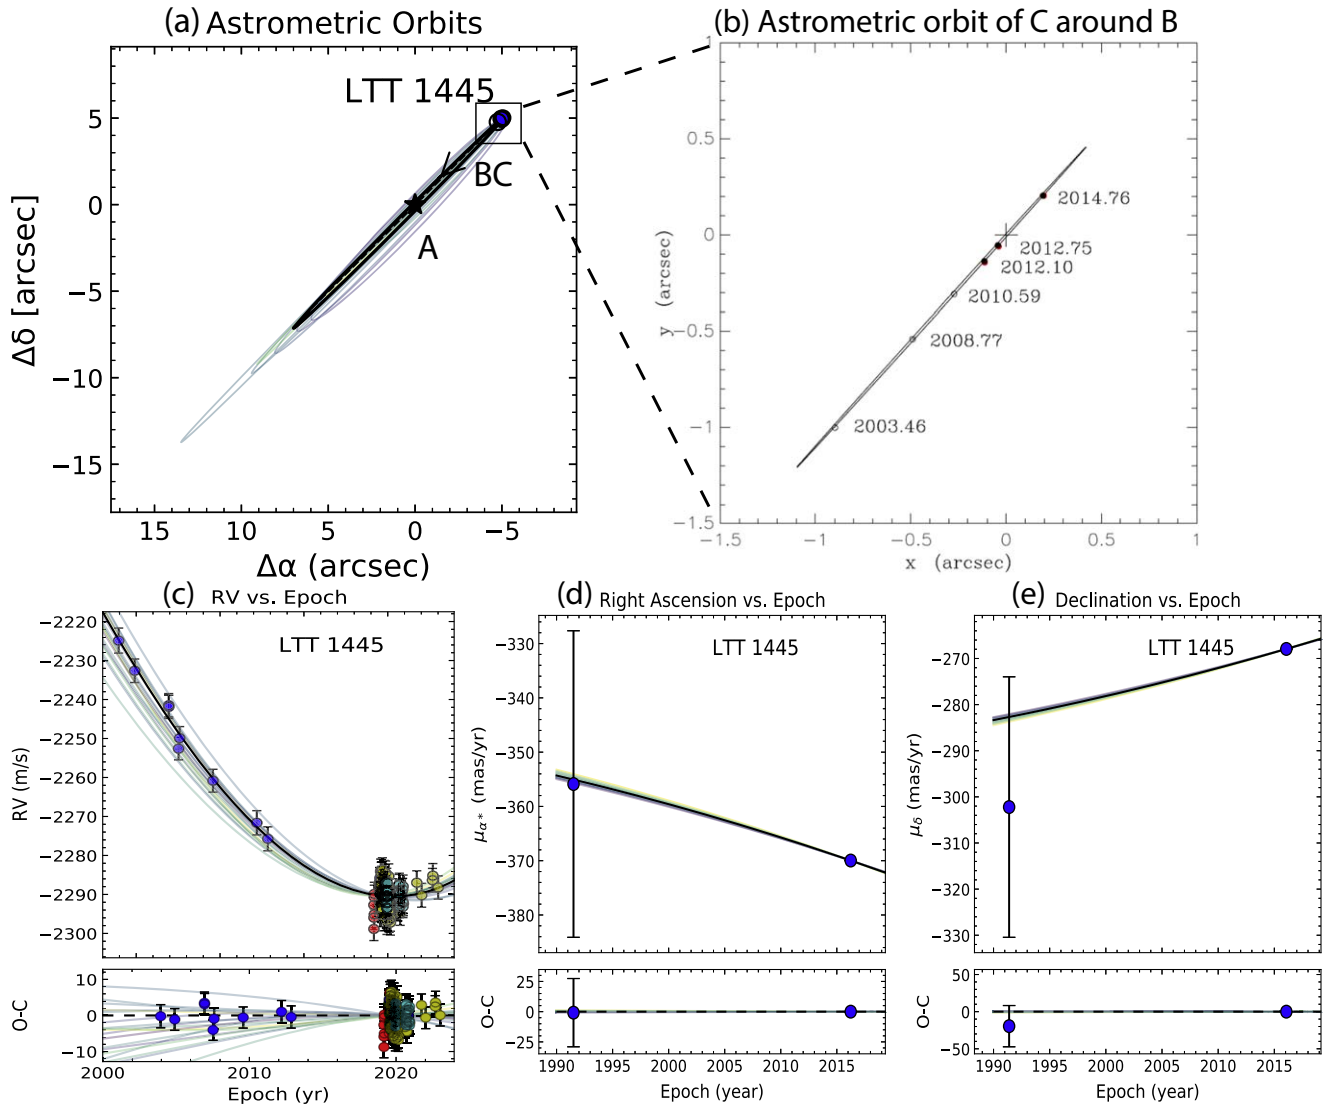 (a) Astrometric Orbits
LTT 1445
BC
A
5
0
−5
−10
−15
15
10
5
0
−5
Δδ [arcsec]
Δα (arcsec)
(b) Astrometric orbit of C around B
1
0.5
0
−0.5
−1
−1.5
−1.5
−1
−0.5
0
0.5
1
y (arcsec)
x (arcsec)
2014.76
2012.75
2012.10
2010.59
2008.77
2003.46
(c)
RV vs. Epoch
LTT 1445
−2220
−2230
−2240
−2250
−2260
−2270
−2280
−2290
−2300
RV (m/s)
10
0
−10
O-C
2000
2010
2020
Epoch (yr)
(d) Right Ascension vs. Epoch
LTT 1445
−330
−340
−350
−360
−370
−380
μα* (mas/yr)
25
0
−25
O-C
1990 1995 2000 2005 2010 2015
Epoch (year)
(e) Declination vs. Epoch
LTT 1445
−270
−280
−290
−300
−310
−320
−330
μδ (mas/yr)
50
0
−50
O-C
1990 1995 2000 2005 2010 2015
Epoch (year)